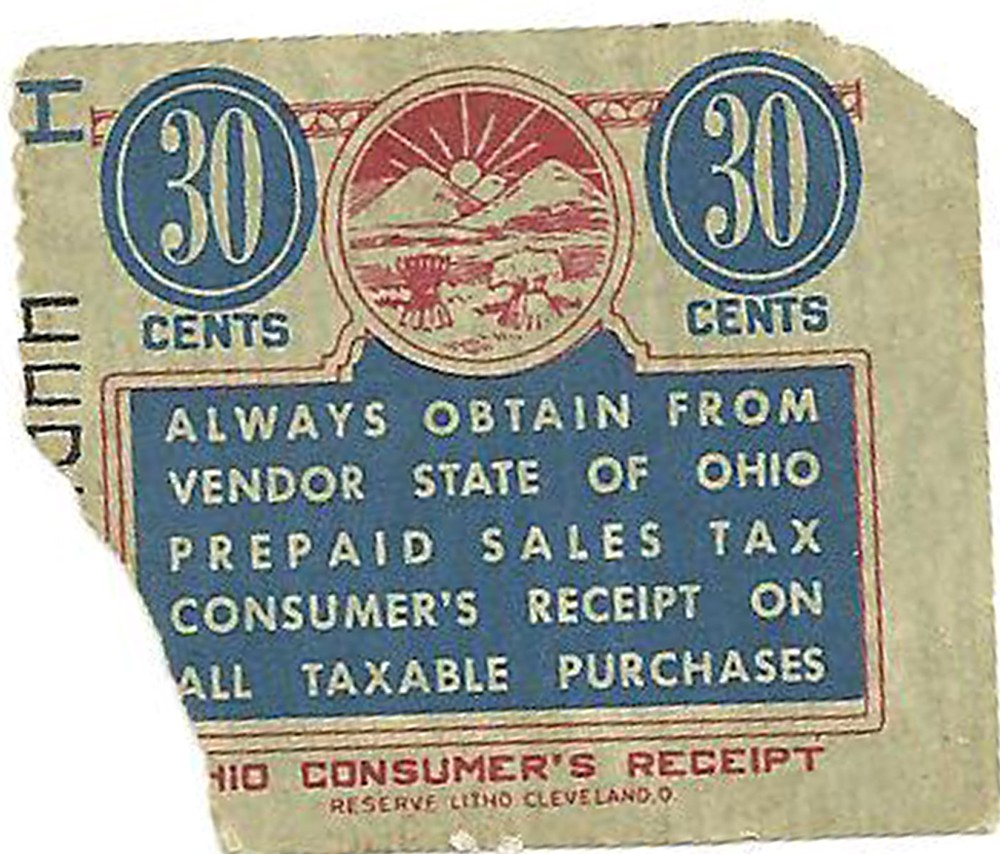 H
30 30
CENTS CENTS
ALWAYS OBTAIN FROM
VENDOR STATE OF OHIO
PREPAID SALES TAX
CONSUMER'S RECEIPT ON
ALL TAXABLE PURCHASES
HIO CONSUMER'S RECEIPT
RESERVE LITHO CLEVELAND,O.